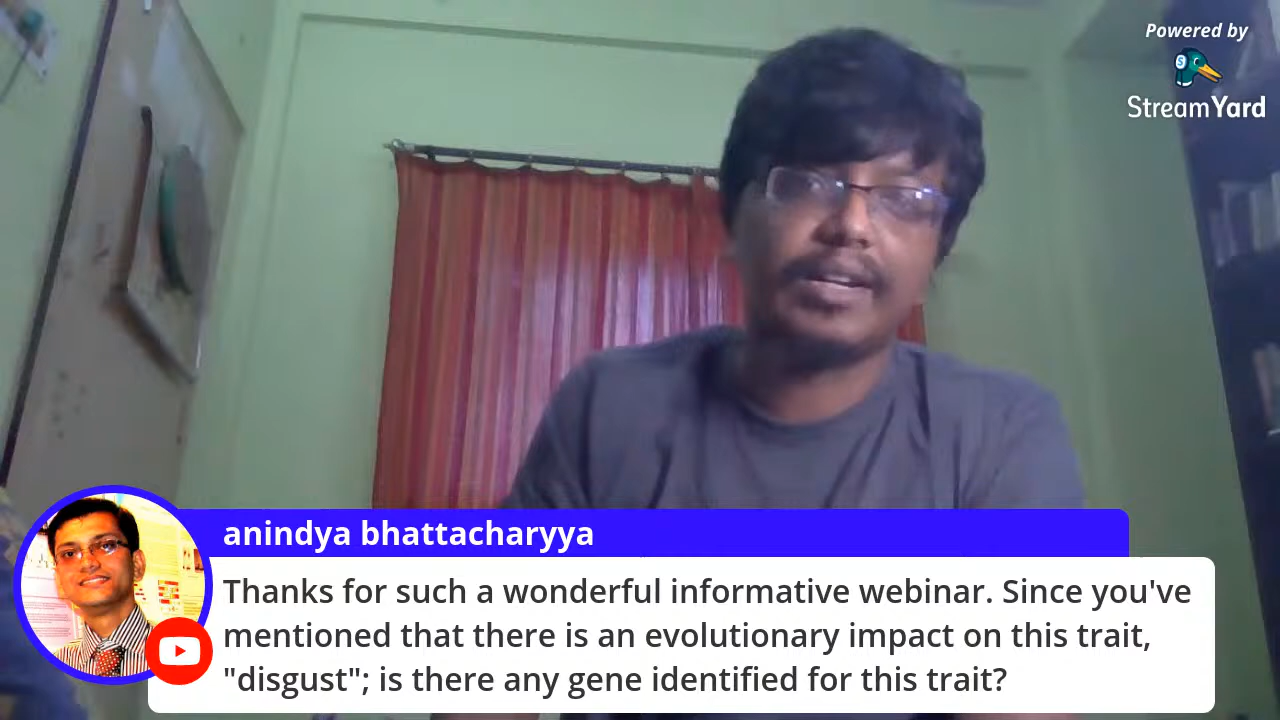 Powered by
StreamYard
anindya bhattacharyya
Thanks for such a wonderful informative webinar. Since you've
mentioned that there is an evolutionary impact on this trait,
"disgust"; is there any gene identified for this trait?